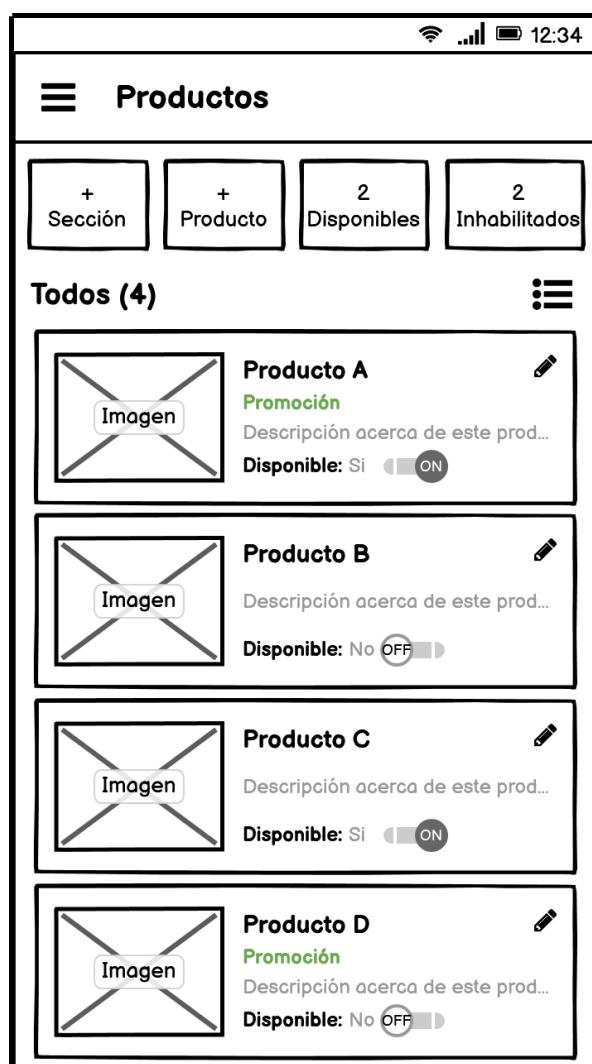 12:34
Productos
+
Sección
+
Producto
2
Disponibles
2
Inhabilitados
Todos (4)
Imagen
Producto A
Promoción
Descripción acerca de este prod...
Disponible: Si ON
Imagen
Producto B
Descripción acerca de este prod...
Disponible: No OFF
Imagen
Producto C
Descripción acerca de este prod...
Disponible: Si ON
Imagen
Producto D
Promoción
Descripción acerca de este prod...
Disponible: No OFF